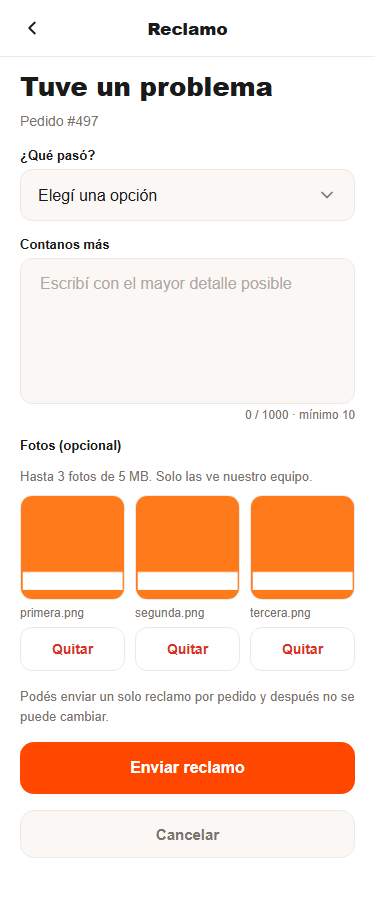 Reclamo
Tuve un problema
Pedido #497
¿Qué pasó?
Elegí una opción
Contanos más
Escribí con el mayor detalle posible
0 / 1000 · mínimo 10
Fotos (opcional)
Hasta 3 fotos de 5 MB. Solo las ve nuestro equipo.
primera.png segunda.png tercera.png
Quitar Quitar Quitar
Podés enviar un solo reclamo por pedido y después no se
puede cambiar.
Enviar reclamo
Cancelar